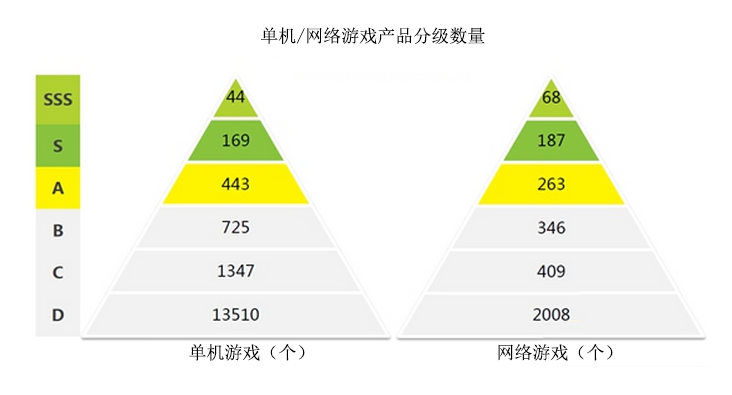 单机/网络游戏产品分级数量
SSS 44 68
S 169 187
A 443 263
B 725 346
C 1347 409
D 13510 2008
单机游戏（个） 网络游戏（个）